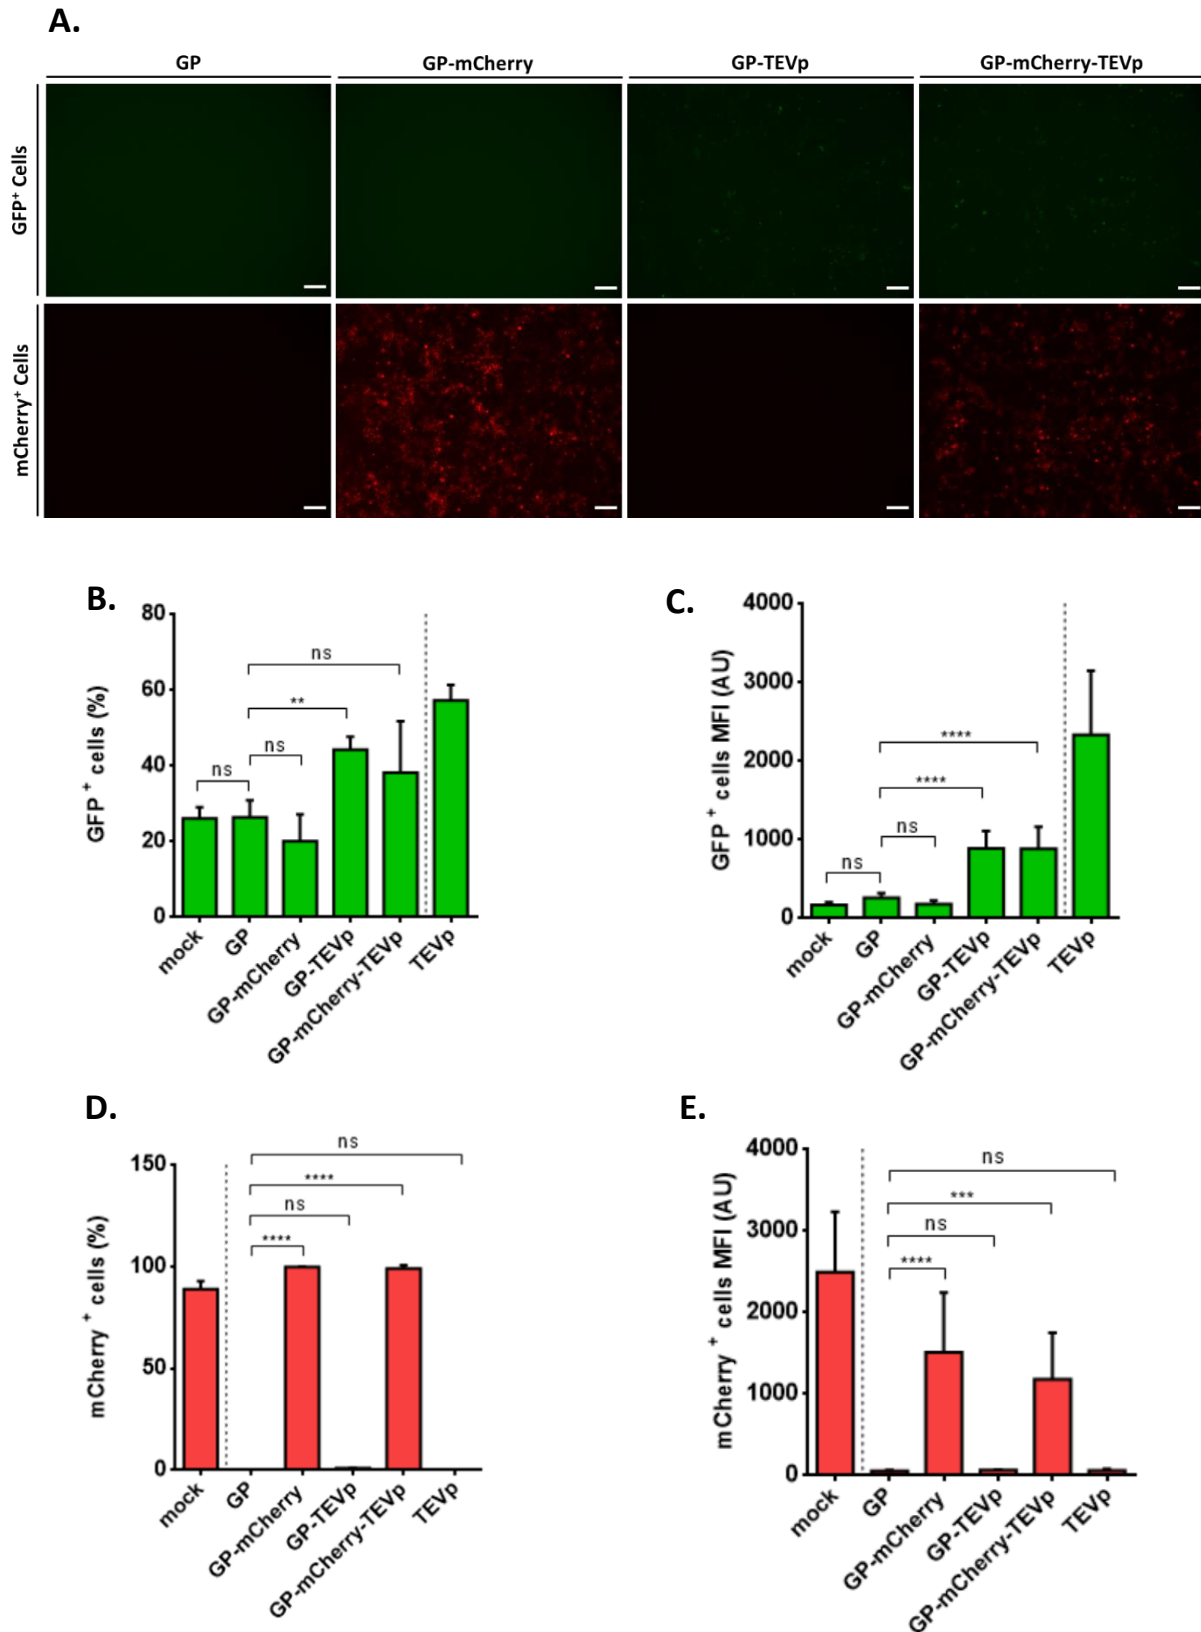 A.
GP GP-mCherry GP-TEVp GP-mCherry-TEVp
GFP+ Cells
mCherry+ Cells
B.
GFP + cells (%)
80
60
40
20
0
ns
**
ns
ns
mock GP GP-mCherry GP-TEVp GP-mCherry-TEVp TEVp
C.
GFP + cells MFI (AU)
4000
3000
2000
1000
0
****
****
ns
ns
mock GP GP-mCherry GP-TEVp GP-mCherry-TEVp TEVp
D.
mCherry + cells (%)
150
100
50
0
ns
****
ns
****
mock GP GP-mCherry GP-TEVp GP-mCherry-TEVp TEVp
E.
mCherry + cells MFI (AU)
4000
3000
2000
1000
0
ns
***
ns
****
mock GP GP-mCherry GP-TEVp GP-mCherry-TEVp TEVp